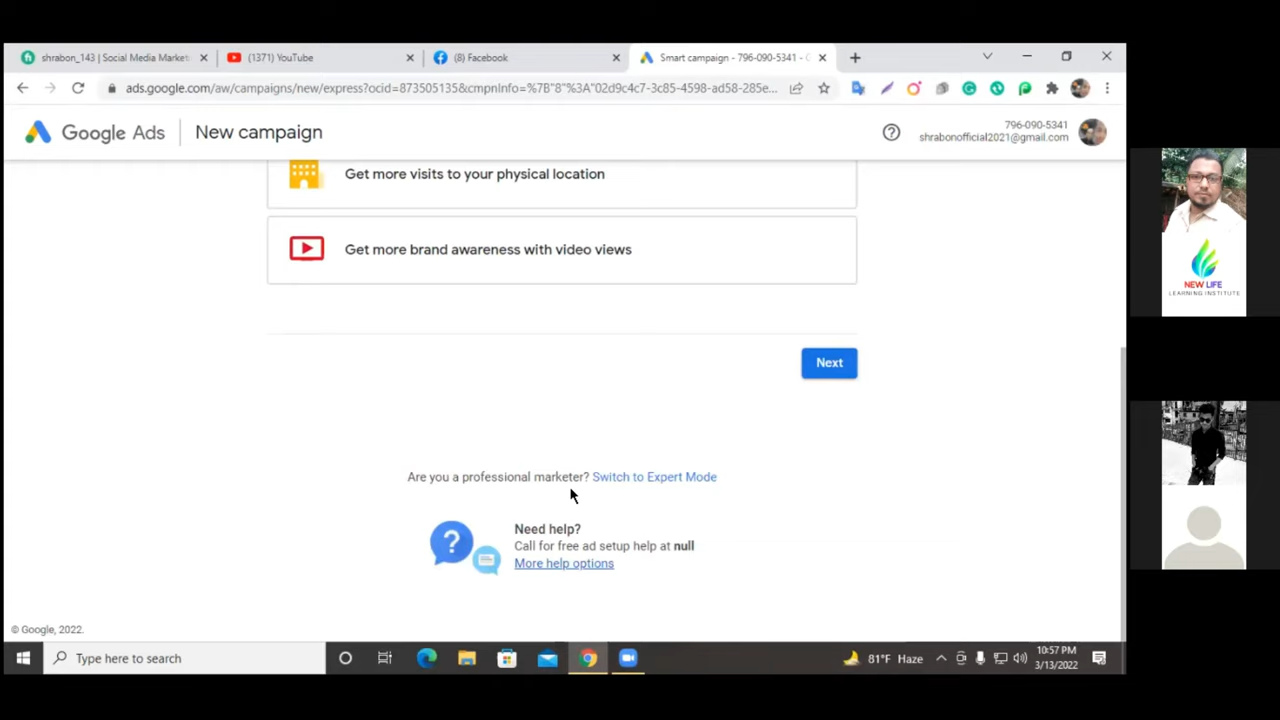 shrabon_143 | Social Media Market
(1371) YouTube
(8) Facebook
Smart campaign - 796-090-5341 -
ads.google.com/aw/campaigns/new/express?ocid=873505135&cmpnInfo=%7B"8"%3A"02d9c4c7-3c85-4598-ad58-285e...
Google Ads
New campaign
796-090-5341
shrabonofficial2021@gmail.com
Get more visits to your physical location
Get more brand awareness with video views
Next
Are you a professional marketer? Switch to Expert Mode
Need help?
Call for free ad setup help at null
More help options
© Google, 2022.
Type here to search
81°F Haze
10:57 PM
3/13/2022
NEW LIFE
LEARNING INSTITUTE